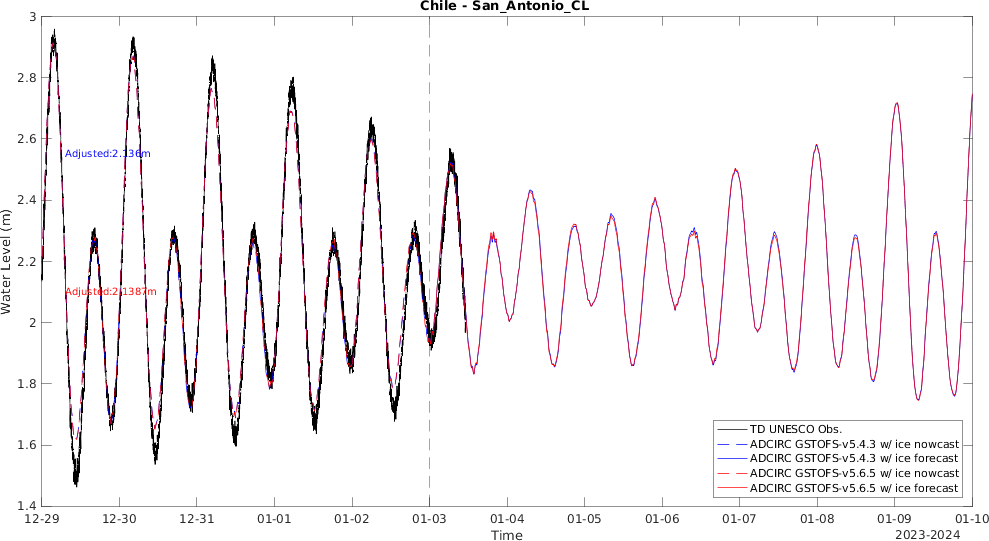 Chile - San_Antonio_CL
3
2.8
2.6
2.4
2.2
2
1.8
1.6
1.4
Water Level (m)
Adjusted:2.136m
Adjusted:2.1387m
TD UNESCO Obs.
ADCIRC GSTOFS-v5.4.3 w/ ice nowcast
ADCIRC GSTOFS-v5.4.3 w/ ice forecast
ADCIRC GSTOFS-v5.6.5 w/ ice nowcast
ADCIRC GSTOFS-v5.6.5 w/ ice forecast
12-29 12-30 12-31 01-01 01-02 01-03 01-04 01-05 01-06 01-07 01-08 01-09 01-10
Time
2023-2024